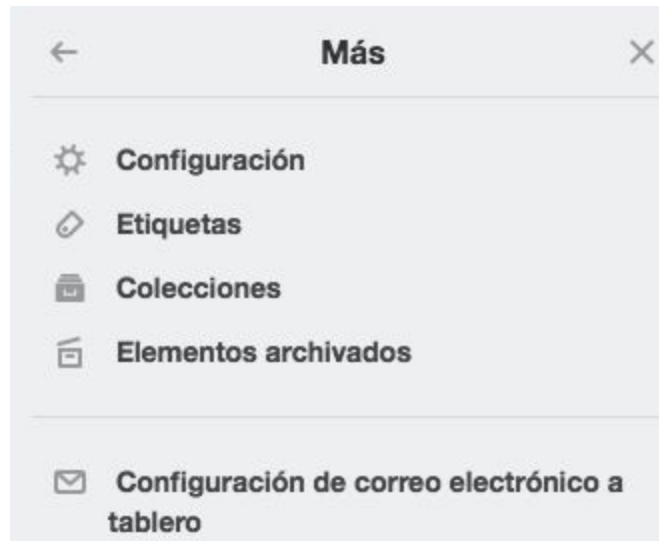 Más
Configuración
Etiquetas
Colecciones
Elementos archivados
Configuración de correo electrónico a
tablero